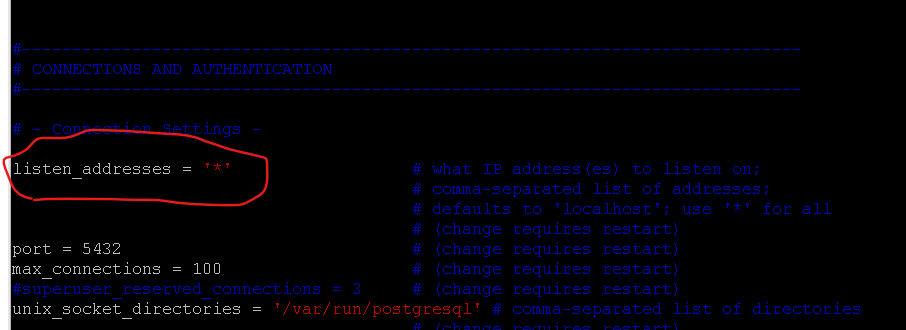 #------------------------------------------------------------------------------
# CONNECTIONS AND AUTHENTICATION
#------------------------------------------------------------------------------
# - Connection Settings -
listen_addresses = '*' # what IP address(es) to listen on;
# comma-separated list of addresses;
# defaults to 'localhost'; use '*' for all
# (change requires restart)
port = 5432 # (change requires restart)
max_connections = 100 # (change requires restart)
#superuser_reserved_connections = 3 # (change requires restart)
unix_socket_directories = '/var/run/postgresql' # comma-separated list of directories
# (change requires restart)